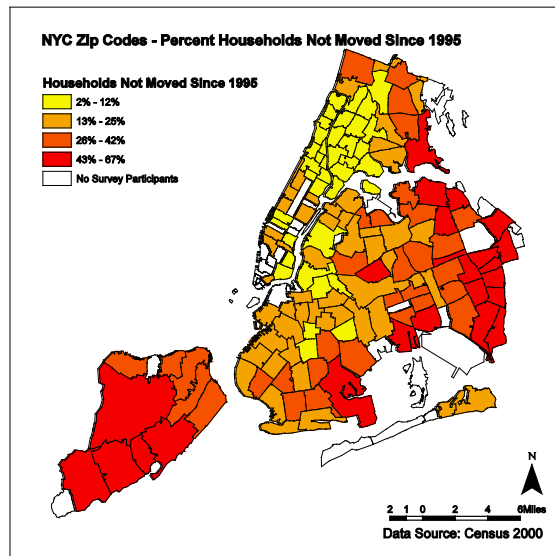 NYC Zip Codes - Percent Households Not Moved Since 1995
Households Not Moved Since 1995
2% - 12%
13% - 25%
26% - 42%
43% - 67%
No Survey Participants
N
2 1 0 2 4 6Miles
Data Source: Census 2000